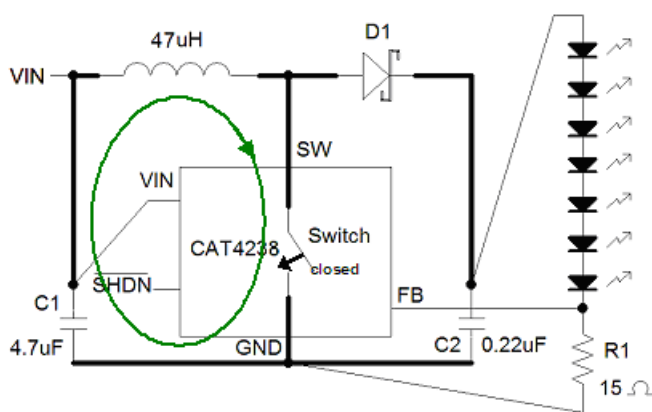 47uH
D1
VIN
SW
VIN
CAT4238
Switch
closed
SHDN
FB
C1
4.7uF
GND
C2
0.22uF
R1
15 Ω